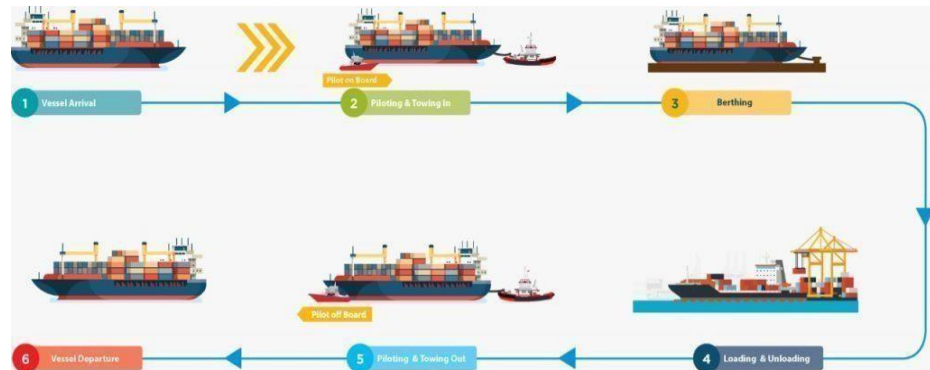 Pilot on Board
1 Vessel Arrival
2 Piloting & Towing In
3 Berthing
Pilot off Board
6 Vessel Departure
5 Piloting & Towing Out
4 Loading & Unloading